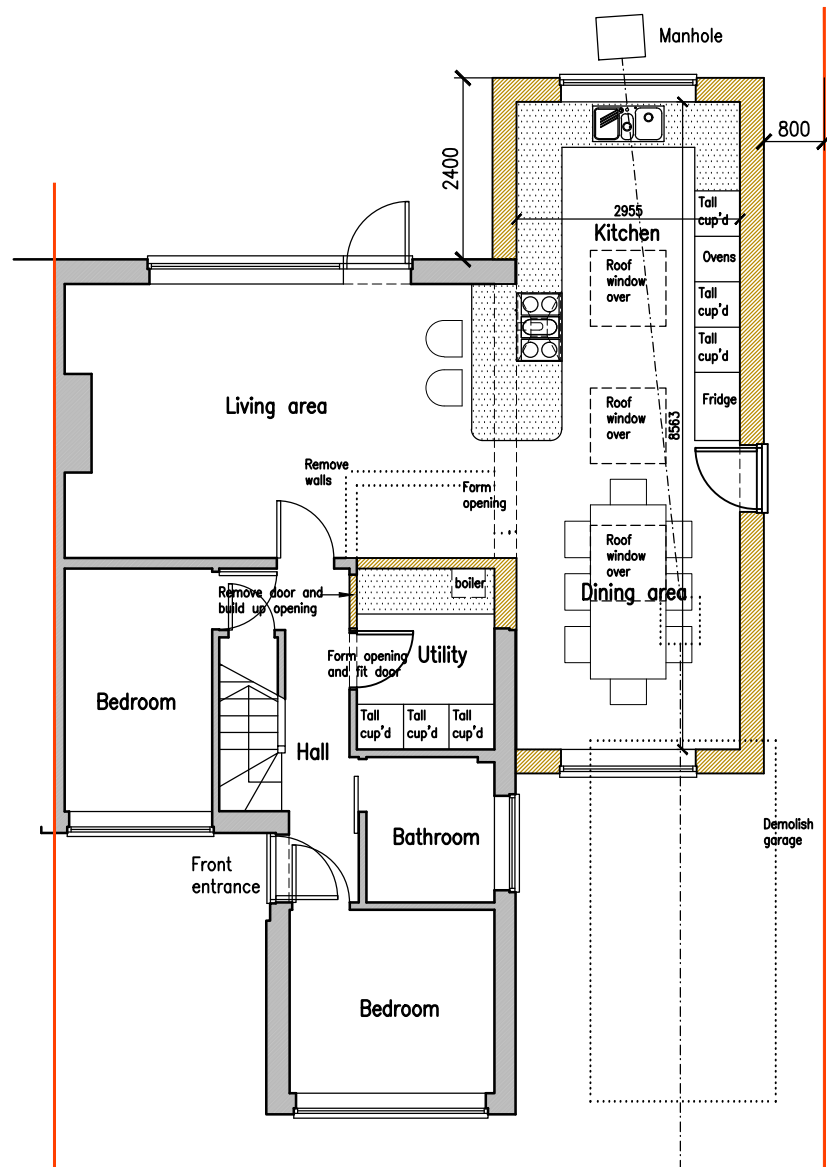 Manhole
800
2400
2955
Kitchen
Tall
cup'd
Ovens
Roof
window
over
Tall
cup'd
Tall
cup'd
Fridge
Living area
Roof
window
over
8563
Remove
walls
Form
opening
Roof
window
over
Dining area
boiler
Remove door and
build up opening
Form opening
and fit door
Utility
Bedroom
Tall
cup'd
Tall
cup'd
Tall
cup'd
Hall
Bathroom
Demolish
garage
Front
entrance
Bedroom